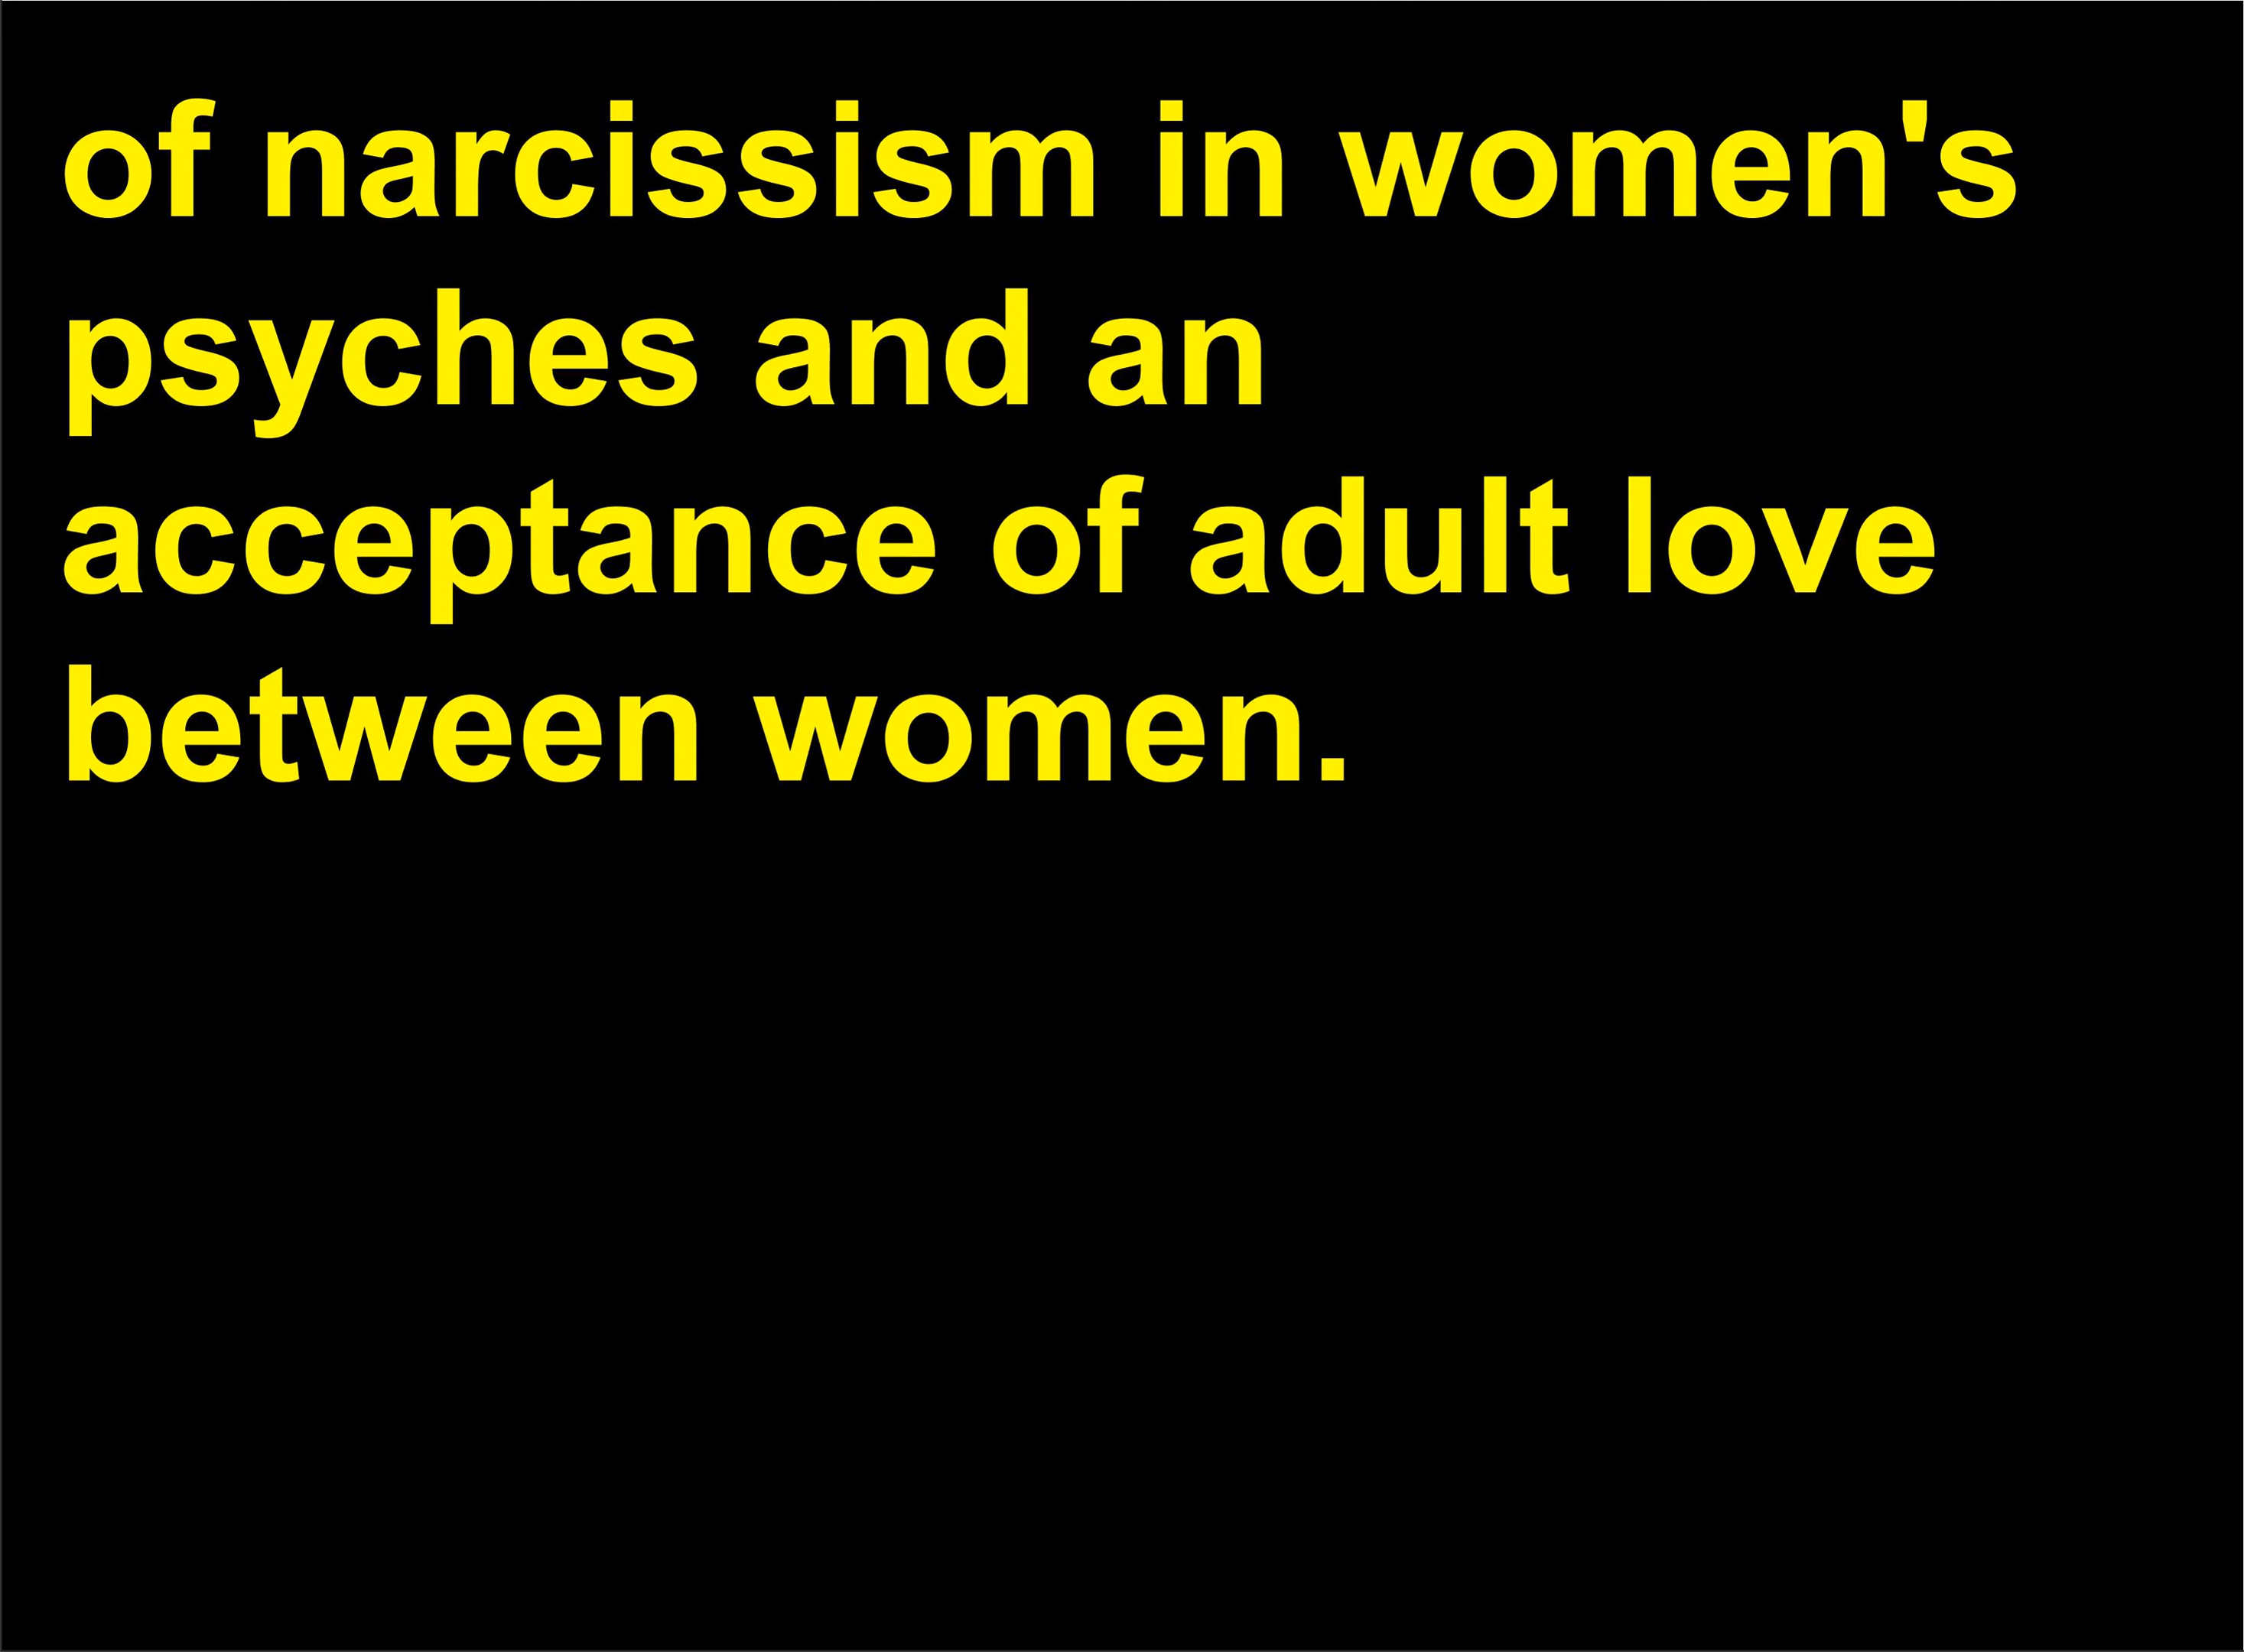 of narcissism in women's
psyches and an
acceptance of adult love
between women.